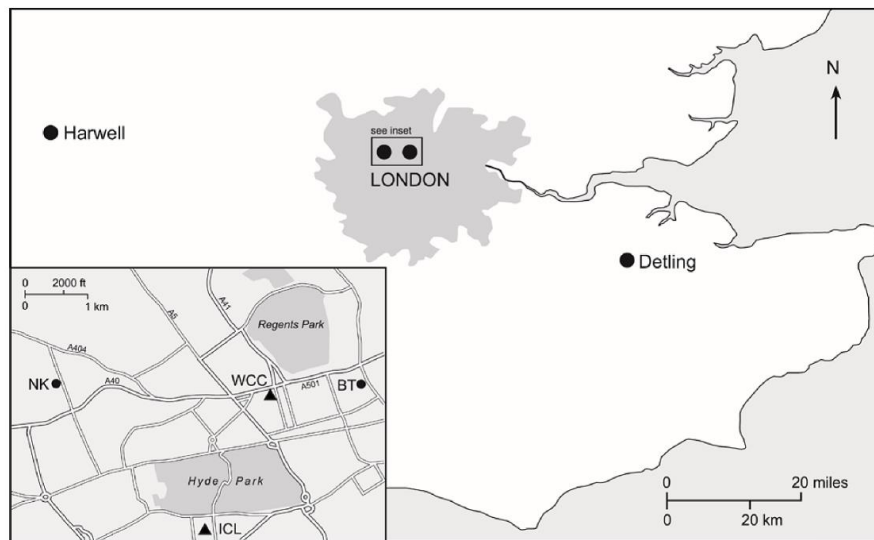 N
Harwell
see inset
LONDON
Detling
0 2000 ft
0 1 km
A5
A41
Regents Park
A404
NK
A40
WCC
A501
BT
Hyde Park
ICL
0 20 miles
0 20 km